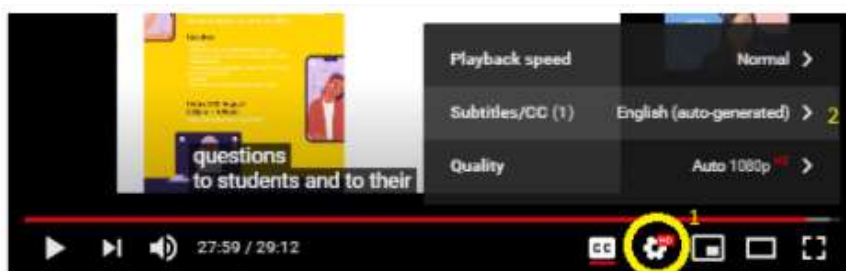 Playback speed Normal
Subtitles/CC (1) English (auto-generated) 2
questions
to students and to their
Quality Auto 1080p HD
1
27:59 / 29:12
CC
HD